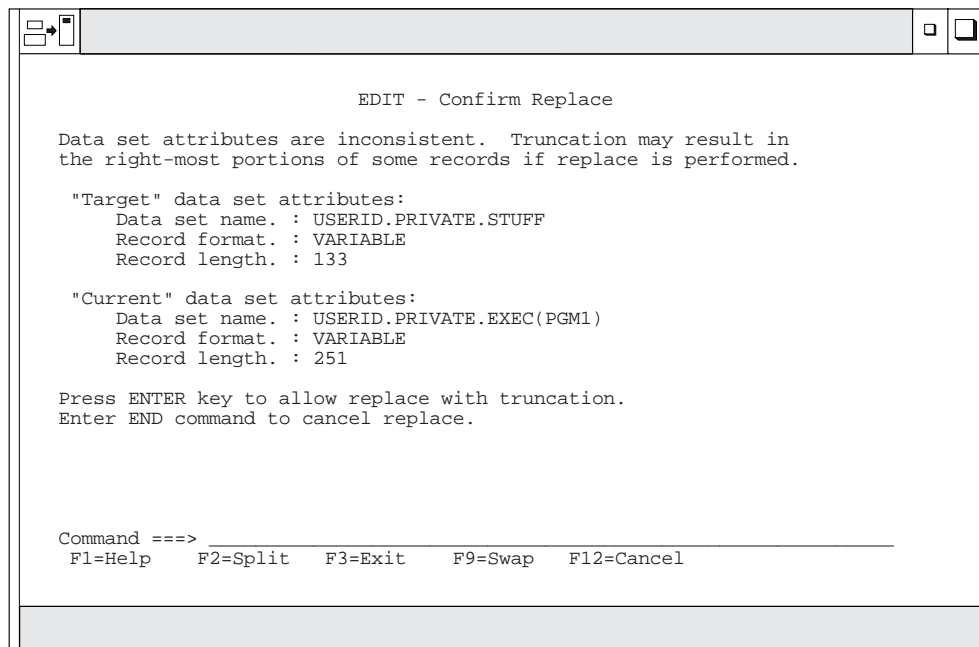 EDIT - Confirm Replace
Data set attributes are inconsistent. Truncation may result in
the right-most portions of some records if replace is performed.
"Target" data set attributes:
Data set name. : USERID.PRIVATE.STUFF
Record format. : VARIABLE
Record length. : 133
"Current" data set attributes:
Data set name. : USERID.PRIVATE.EXEC(PGM1)
Record format. : VARIABLE
Record length. : 251
Press ENTER key to allow replace with truncation.
Enter END command to cancel replace.
Command ===> ____________________________________________________________
F1=Help F2=Split F3=Exit F9=Swap F12=Cancel